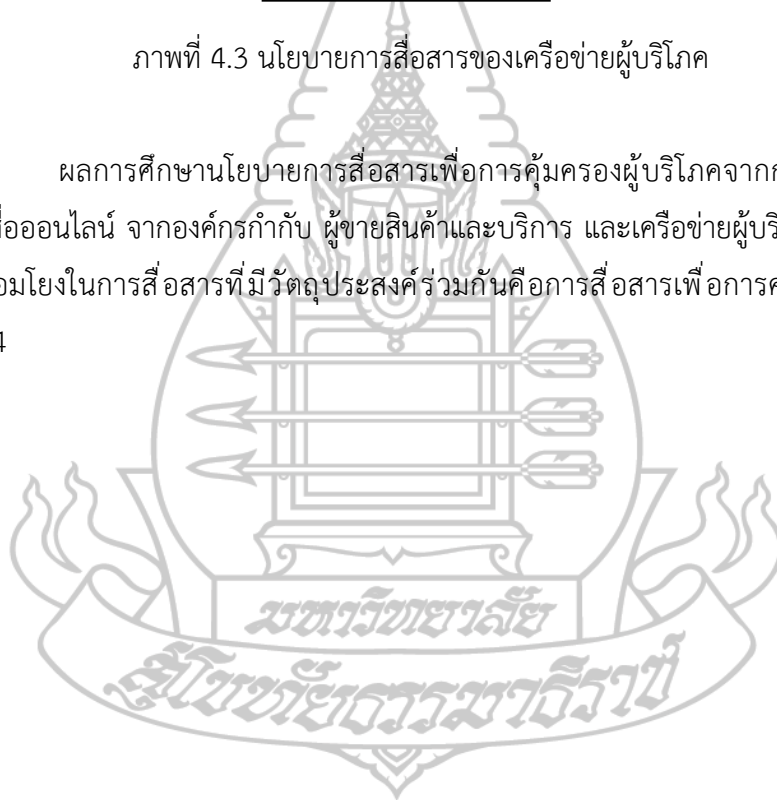 ภาพที่ 4.3 นโยบายการสื่อสารของเครือข่ายผู้บริโภค
ผลการศึกษานโยบายการสื่อสารเพื่อการคุ้มครองผู้บริโภคจาก
สื่อออนไลน์ จากองค์กรกำกับ ผู้ขายสินค้าและบริการ และเครือข่ายผู้บริ
อมโยงในการสื่อสารที่มีวัตถุประสงค์ร่วมกันคือการสื่อสารเพื่อการค
4
มหาวิทยาลัย
สุโขทัยธรรมาธิราช